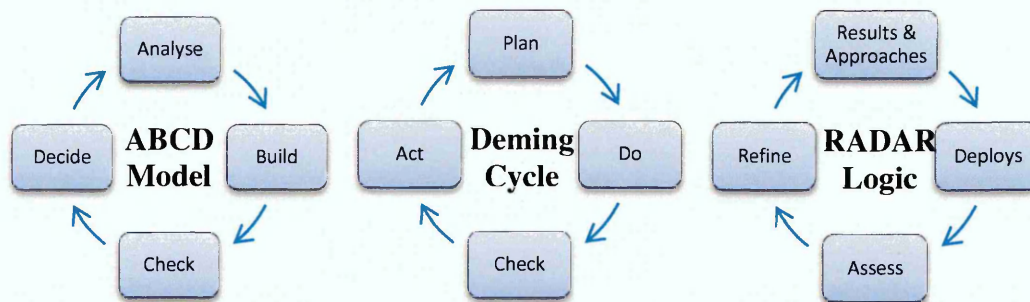 Analyse
Decide
ABCD
Model
Build
Check
Plan
Act
Deming
Cycle
Do
Check
Results &
Approaches
Refine
RADAR
Logic
Deploys
Assess